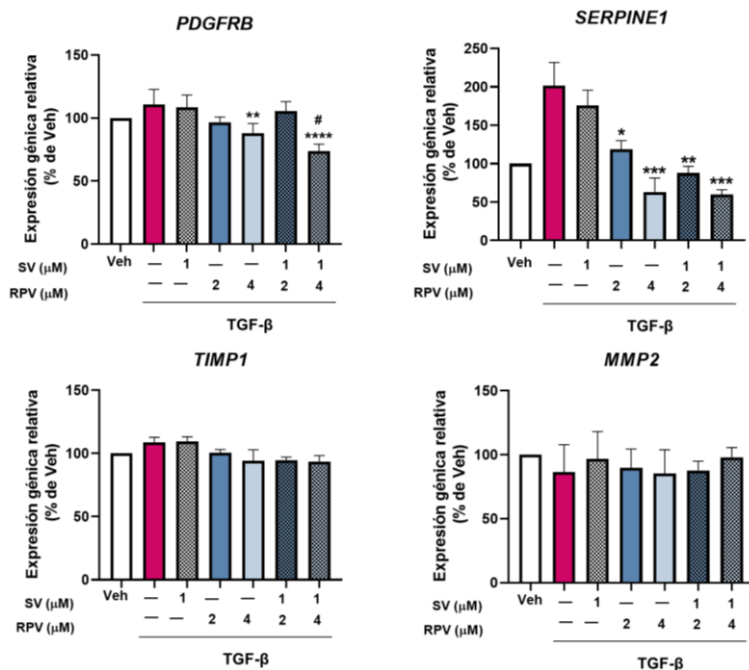 PDGFRB
Expresión génica relativa
(% de Veh)
150
100
50
0
**
#
****
Veh
SV (μM) — 1 — — 1 1
RPV (μM) — — 2 4 2 4
TGF-β
SERPINE1
Expresión génica relativa
(% de Veh)
250
200
150
100
50
0
*
***
**
***
Veh
SV (μM) — 1 — — 1 1
RPV (μM) — — 2 4 2 4
TGF-β
TIMP1
Expresión génica relativa
(% de Veh)
150
100
50
0
Veh
SV (μM) — 1 — — 1 1
RPV (μM) — — 2 4 2 4
TGF-β
MMP2
Expresión génica relativa
(% de Veh)
150
100
50
0
Veh
SV (μM) — 1 — — 1 1
RPV (μM) — — 2 4 2 4
TGF-β